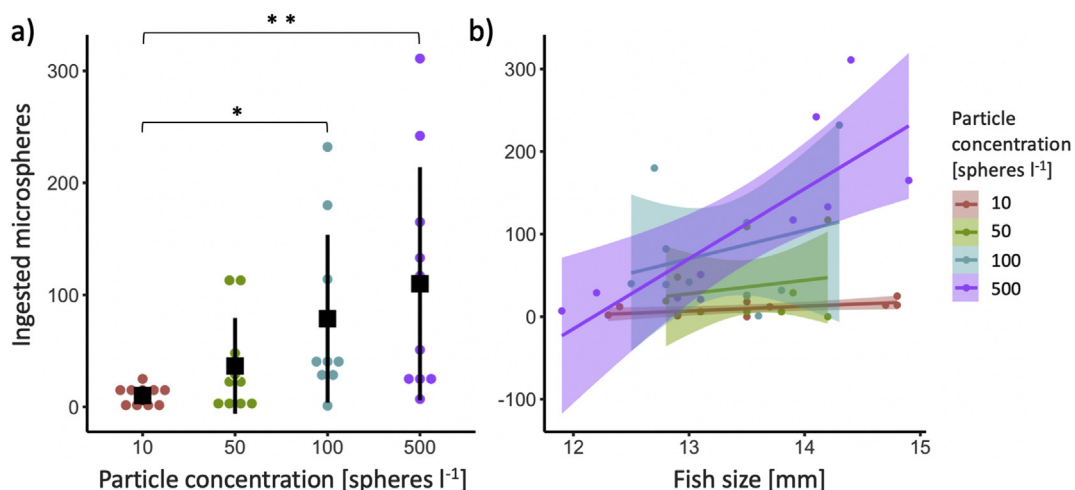 a)
**
*
Ingested microspheres
300
200
100
0
10
50
100
500
Particle concentration [spheres l-1]
b)
300
200
100
0
-100
12
13
14
15
Fish size [mm]
Particle
concentration
[spheres l-1]
10
50
100
500